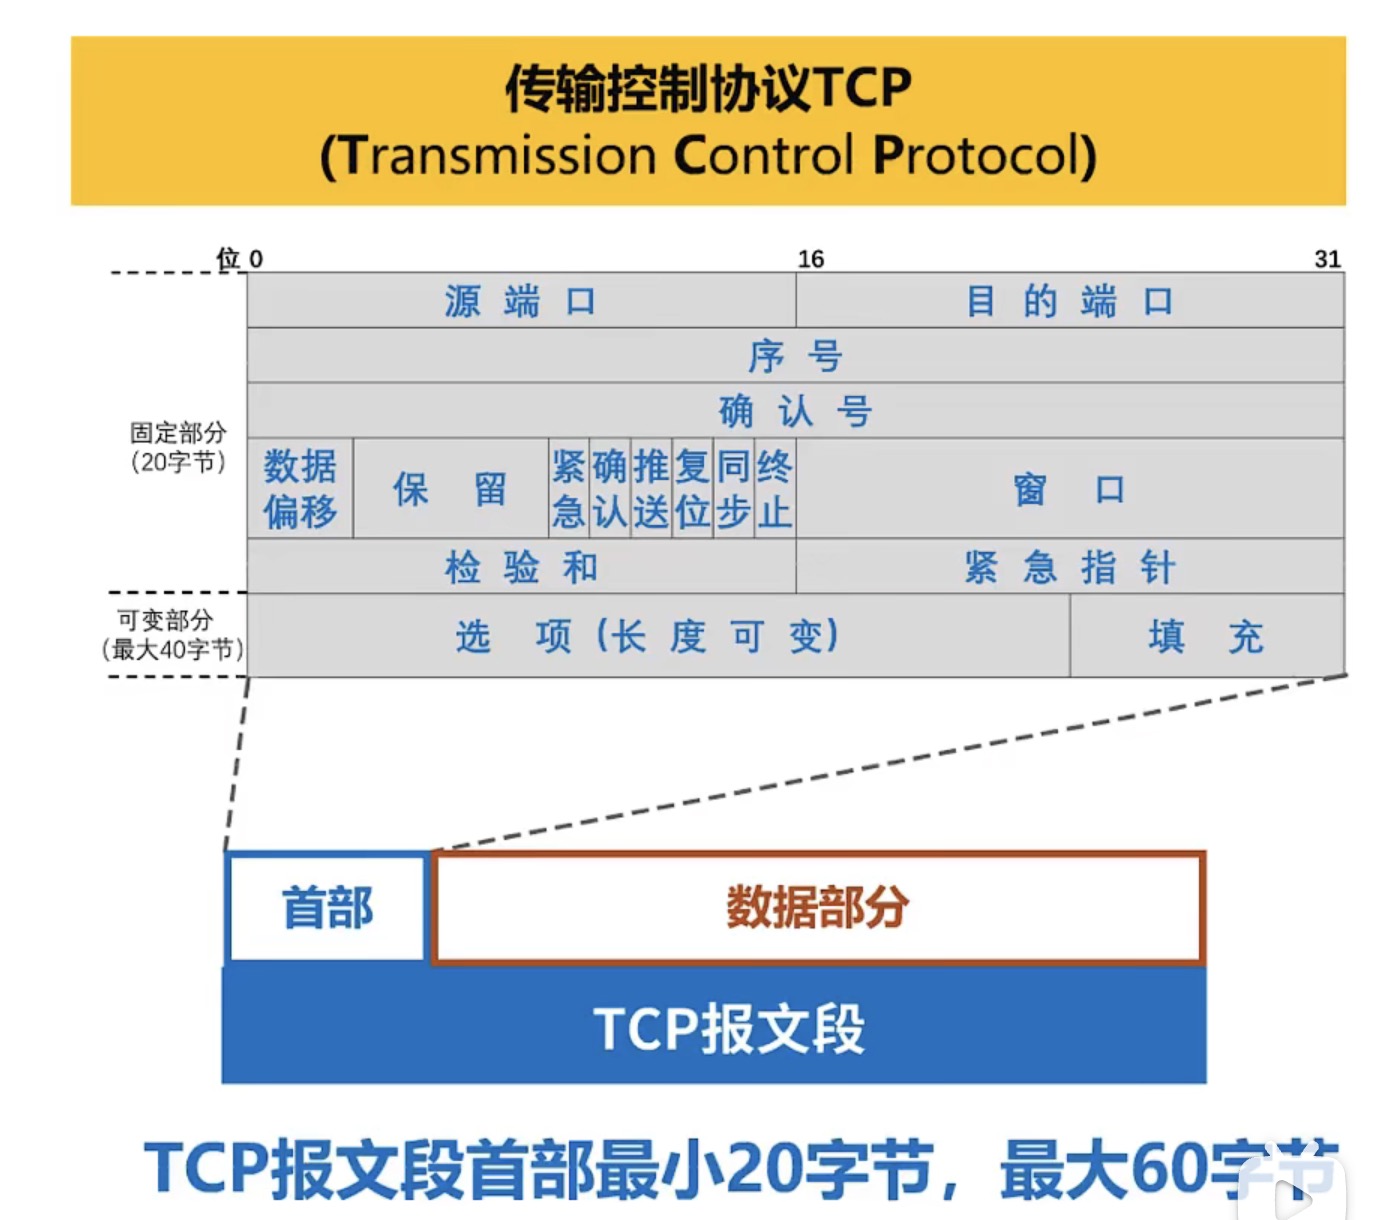 传输控制协议TCP
(Transmission Control Protocol)
位 0 16 31
源端口 目的端口
序号
确认号
固定部分
(20字节)
数据偏移 保留 紧急 确认 推送 复位 同步 终止 窗口
检验和 紧急指针
可变部分
(最大40字节)
选项(长度可变) 填充
首部 数据部分
TCP报文段
TCP报文段首部最小20字节，最大60字节